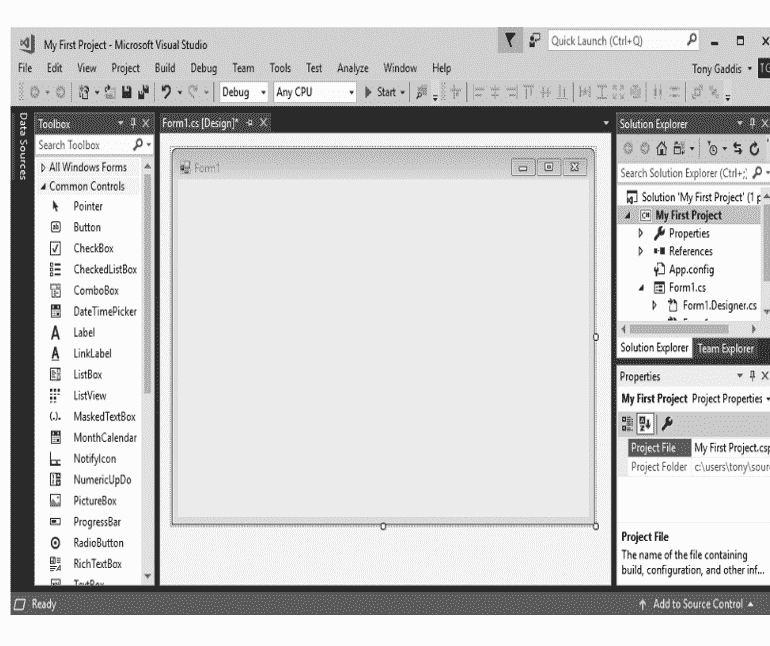 My First Project - Microsoft Visual Studio
Quick Launch (Ctrl+Q)
File Edit View Project Build Debug Team Tools Test Analyze Window Help
Tony Gaddis
Debug Any CPU Start
Data Sources
Toolbox
Search Toolbox
All Windows Forms
Common Controls
Pointer
Button
CheckBox
CheckedListBox
ComboBox
DateTimePicker
Label
LinkLabel
ListBox
ListView
MaskedTextBox
MonthCalendar
NotifyIcon
NumericUpDo
PictureBox
ProgressBar
RadioButton
RichTextBox
TextBox
Form1.cs [Design]*
Form1
Solution Explorer
Search Solution Explorer (Ctrl+;
Solution 'My First Project' (1 p
C# My First Project
Properties
References
App.config
Form1.cs
Form1.Designer.cs
Solution Explorer Team Explorer
Properties
My First Project Project Properties
Project File My First Project.csp
Project Folder c:\users\tony\sour
Project File
The name of the file containing
build, configuration, and other inf...
Ready
Add to Source Control